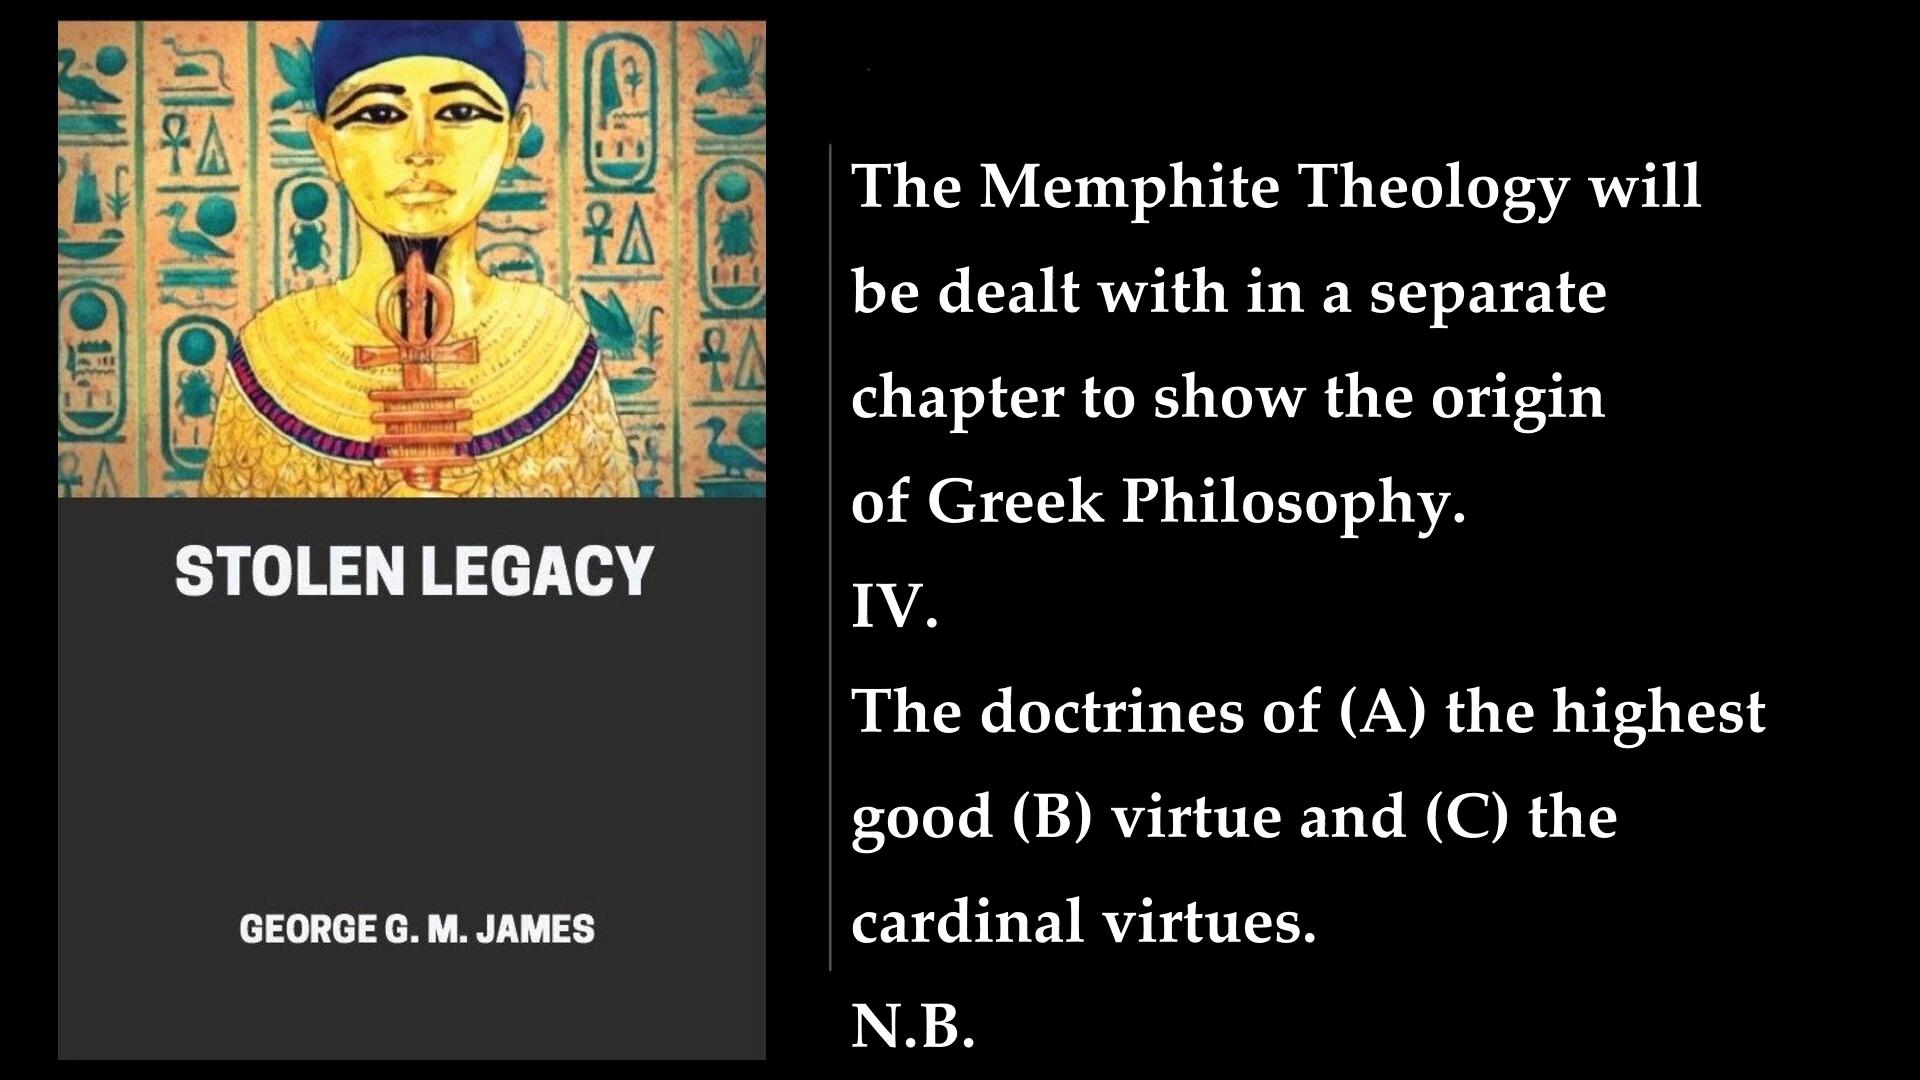 STOLEN LEGACY
GEORGE G. M. JAMES
The Memphite Theology will
be dealt with in a separate
chapter to show the origin
of Greek Philosophy.
IV.
The doctrines of (A) the highest
good (B) virtue and (C) the
cardinal virtues.
N.B.